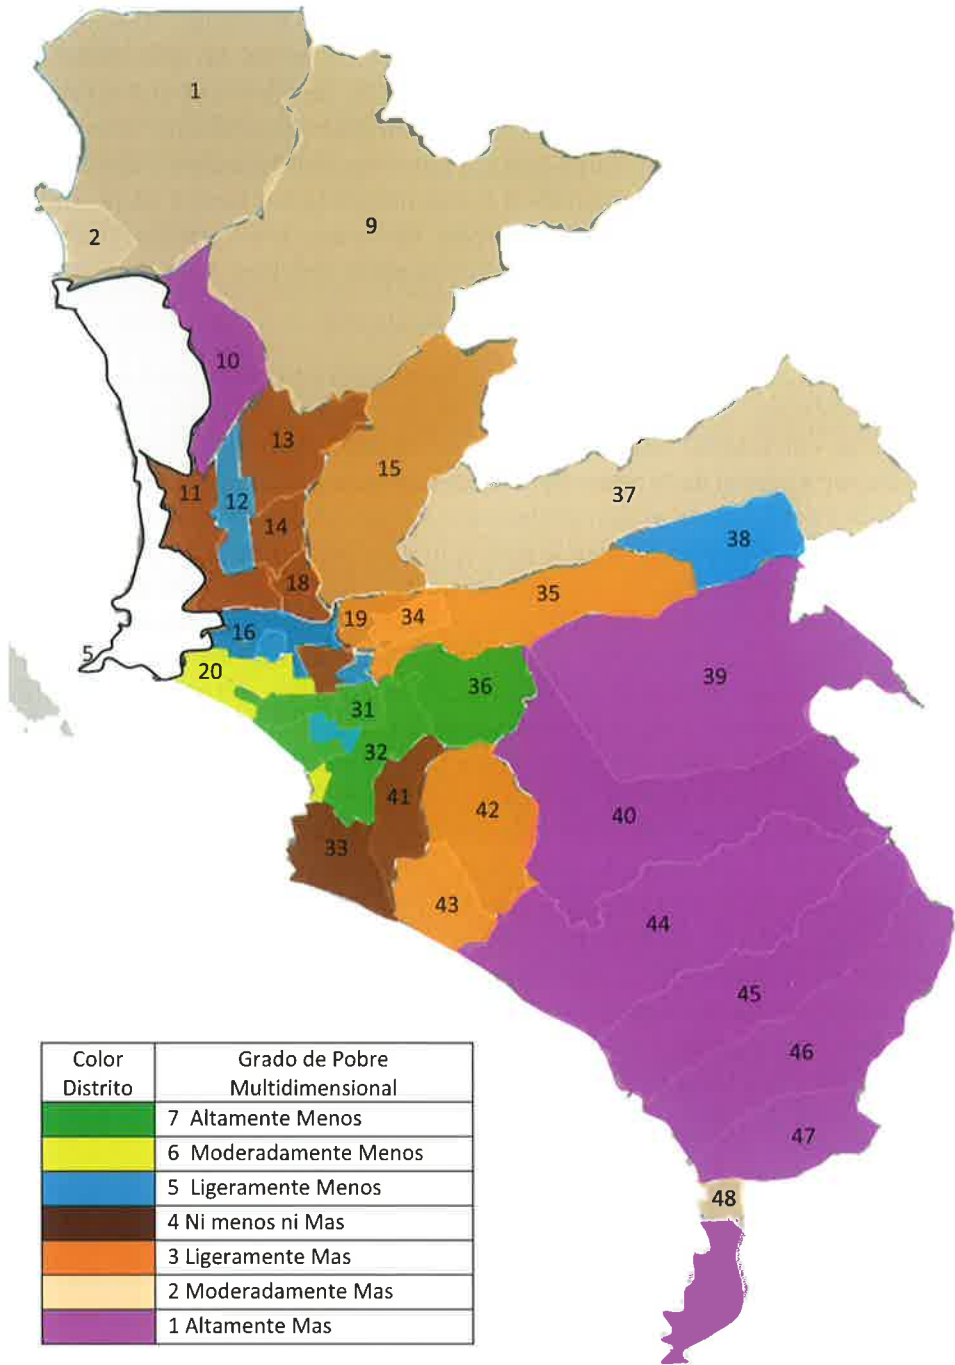 1
2
9
10
13
15
11
12
37
14
38
18
35
19
34
16
5
20
39
36
31
32
41
42
40
33
43
44
45
46
47
48
Color
Distrito
Grado de Pobre
Multidimensional
7 Altamente Menos
6 Moderadamente Menos
5 Ligeramente Menos
4 Ni menos ni Mas
3 Ligeramente Mas
2 Moderadamente Mas
1 Altamente Mas